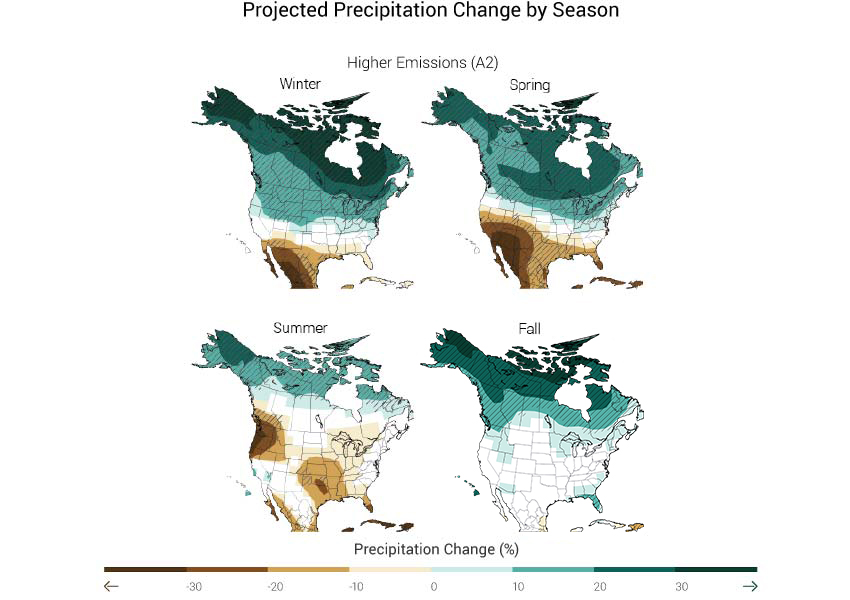 Projected Precipitation Change by Season
Higher Emissions (A2)
Winter
Spring
Summer
Fall
Precipitation Change (%)
-30 -20 -10 0 10 20 30